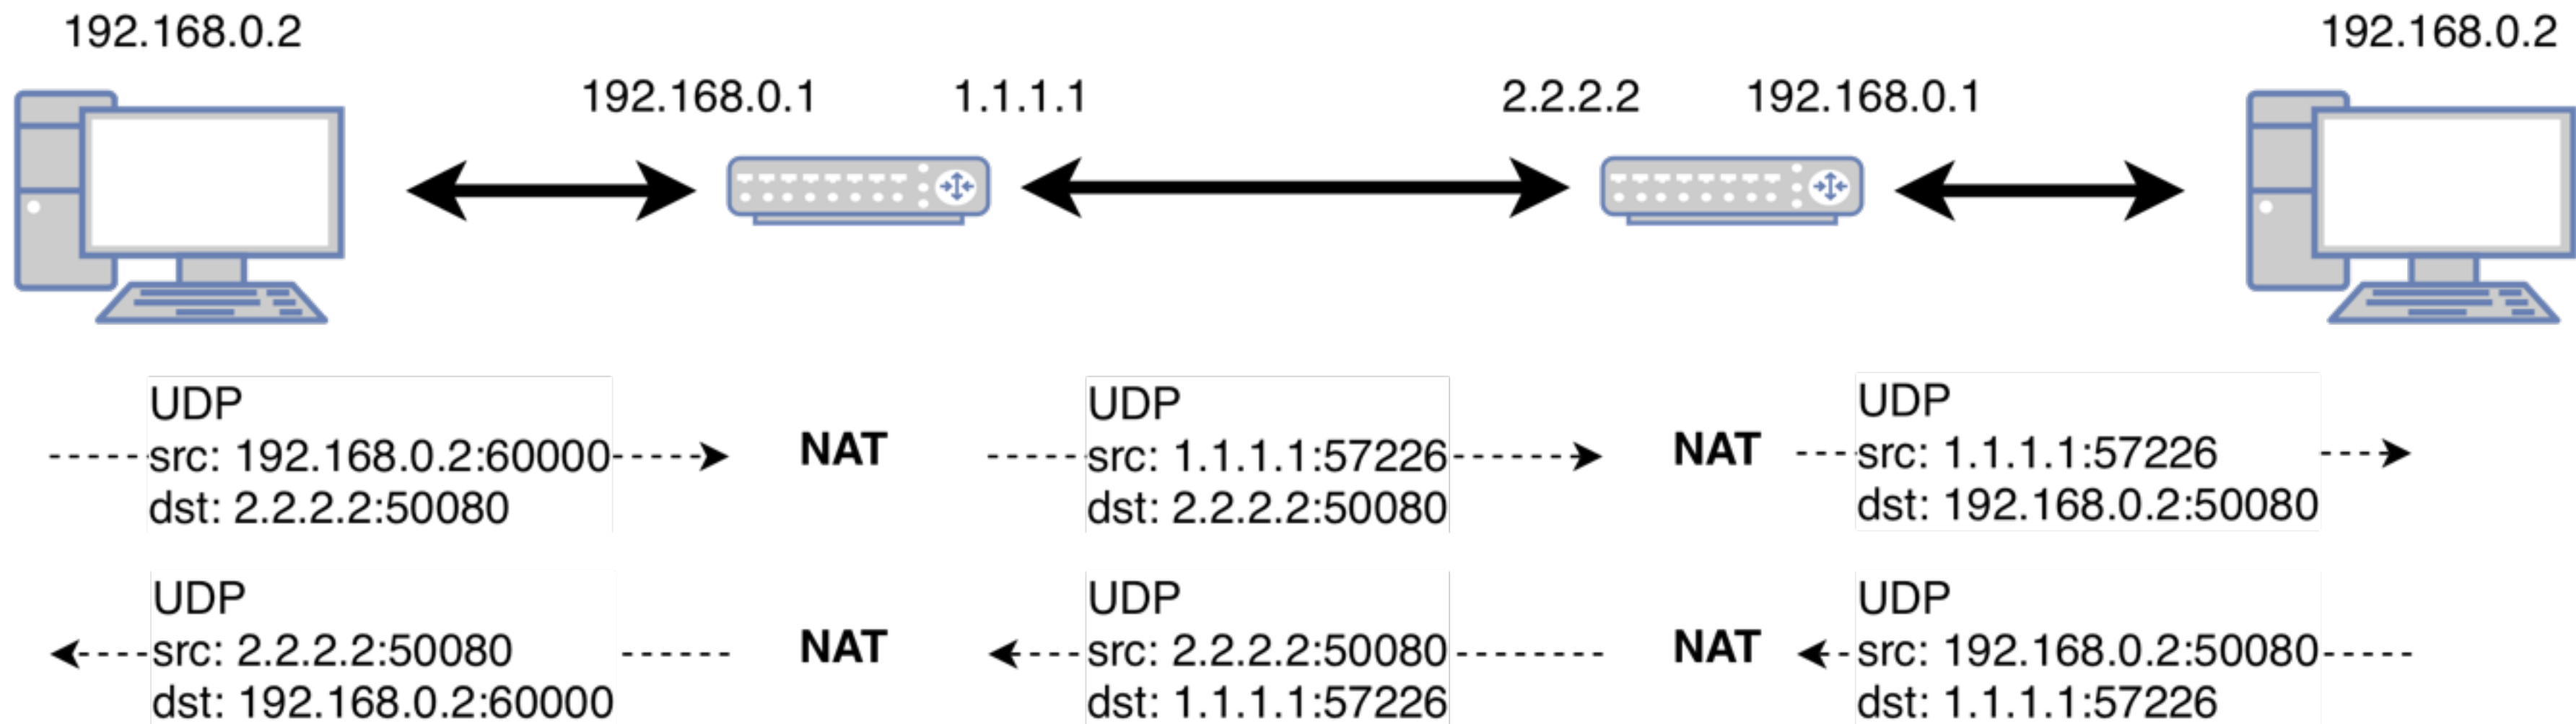 192.168.0.2
192.168.0.2
192.168.0.1
1.1.1.1
2.2.2.2
192.168.0.1
UDP
src: 192.168.0.2:60000
dst: 2.2.2.2:50080
NAT
UDP
src: 1.1.1.1:57226
dst: 2.2.2.2:50080
NAT
UDP
src: 1.1.1.1:57226
dst: 192.168.0.2:50080
UDP
src: 2.2.2.2:50080
dst: 192.168.0.2:60000
NAT
UDP
src: 2.2.2.2:50080
dst: 1.1.1.1:57226
NAT
UDP
src: 192.168.0.2:50080
dst: 1.1.1.1:57226